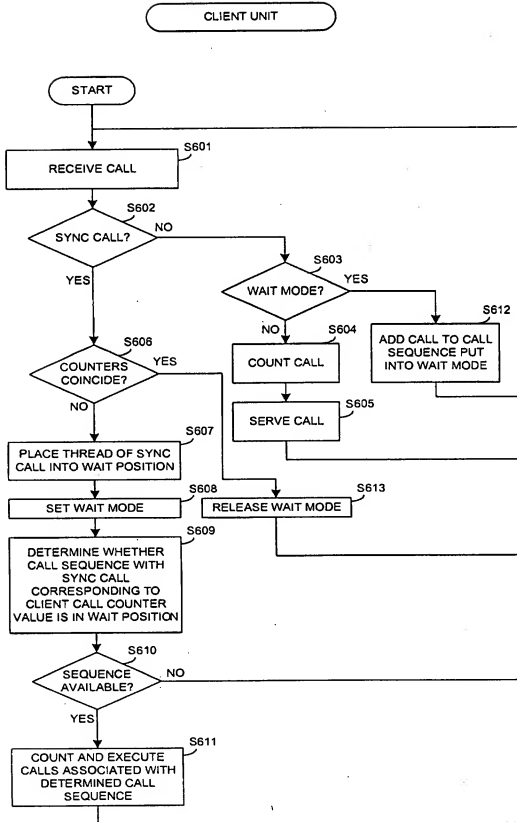 CLIENT UNIT
START
S601
RECEIVE CALL
S602
SYNC CALL?
NO
YES
S603
WAIT MODE?
YES
NO
S612
ADD CALL TO CALL
SEQUENCE PUT
INTO WAIT MODE
S604
COUNT CALL
S605
SERVE CALL
S606
COUNTERS
COINCIDE?
YES
NO
S607
PLACE THREAD OF SYNC
CALL INTO WAIT POSITION
S608
SET WAIT MODE
S613
RELEASE WAIT MODE
S609
DETERMINE WHETHER
CALL SEQUENCE WITH
SYNC CALL
CORRESPONDING TO
CLIENT CALL COUNTER
VALUE IS IN WAIT POSITION
S610
SEQUENCE
AVAILABLE?
NO
YES
S611
COUNT AND EXECUTE
CALLS ASSOCIATED WITH
DETERMINED CALL
SEQUENCE